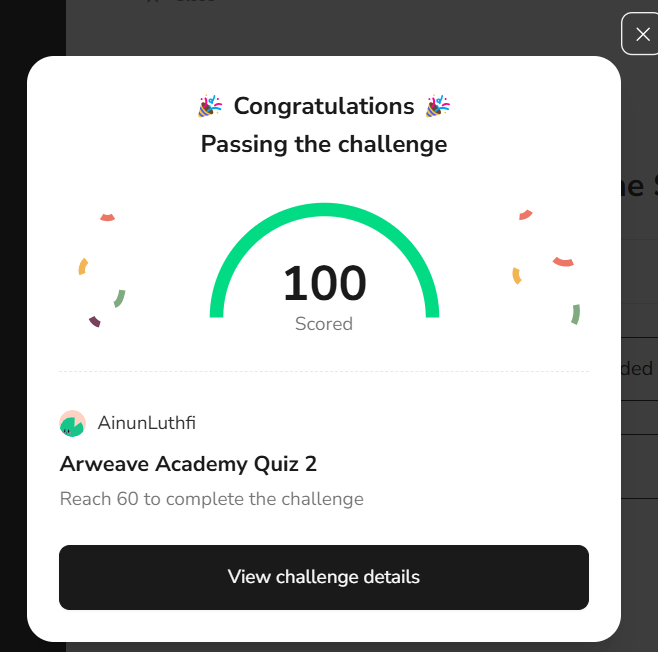 🎉 Congratulations 🎉
Passing the challenge
100
Scored
AinunLuthfi
Arweave Academy Quiz 2
Reach 60 to complete the challenge
View challenge details